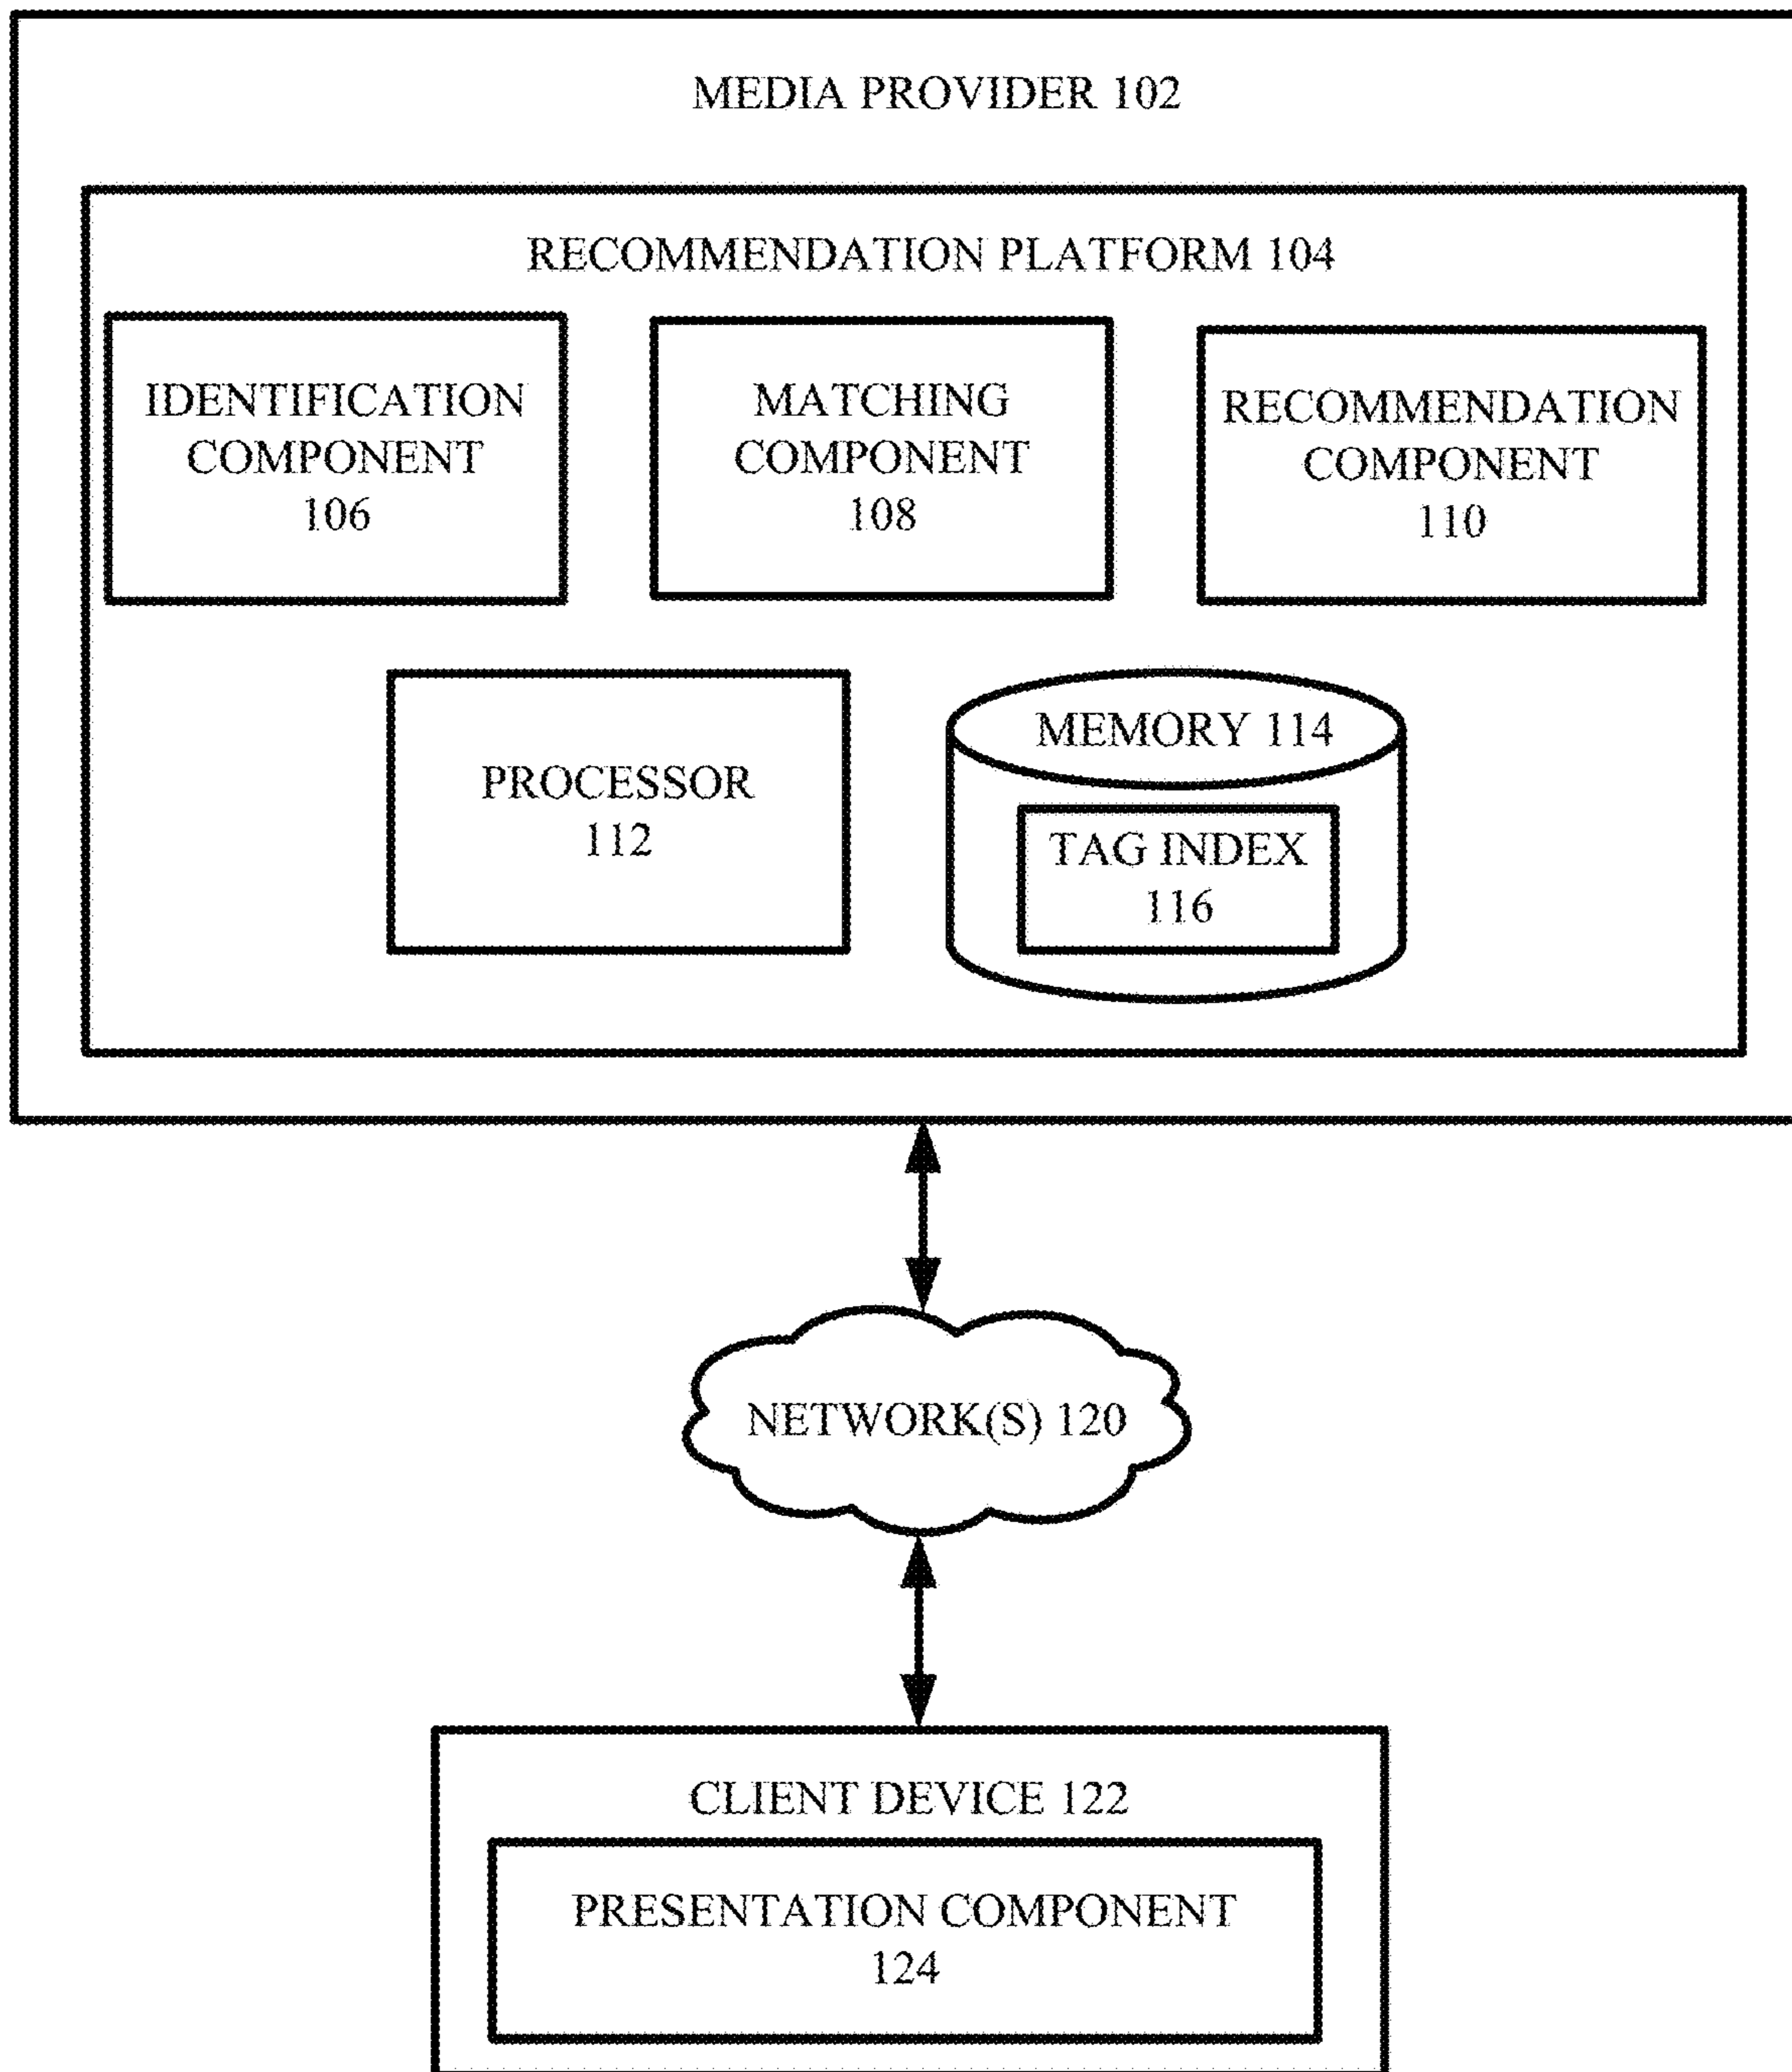 MEDIA PROVIDER 102
RECOMMENDATION PLATFORM 104
IDENTIFICATION
COMPONENT
106
MATCHING
COMPONENT
108
RECOMMENDATION
COMPONENT
110
PROCESSOR
112
MEMORY 114
TAG INDEX
116
NETWORK(S) 120
CLIENT DEVICE 122
PRESENTATION COMPONENT
124